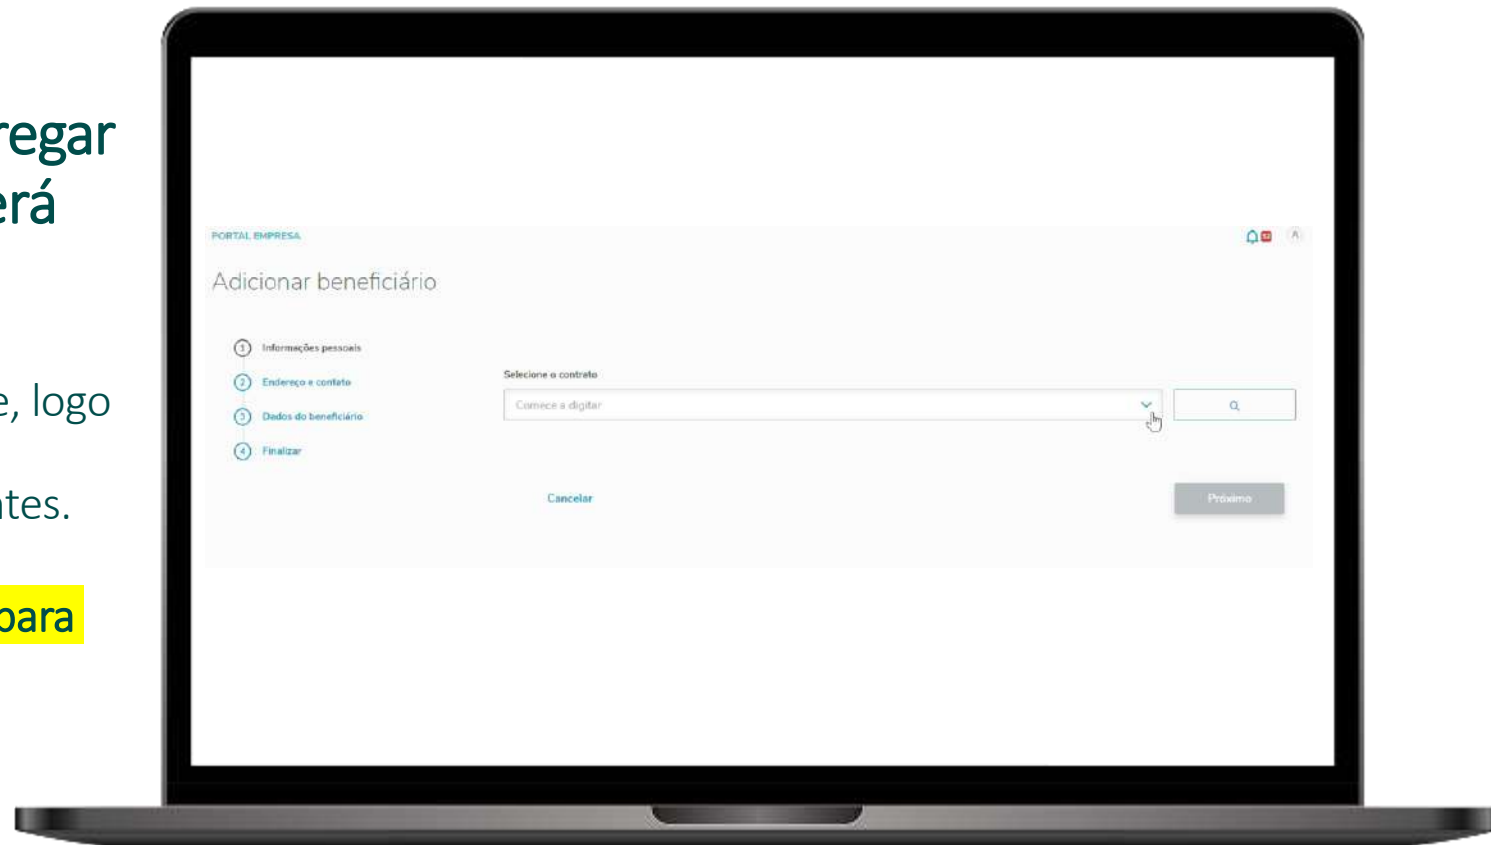 regar
erá
e, logo
ntes.
para
PORTAL EMPRESA
Adicionar beneficiário
1 Informações pessoais
2 Endereço e contato
3 Dados do beneficiário
4 Finalizar
Selecione o contrato
Comece a digitar
Cancelar
Próximo